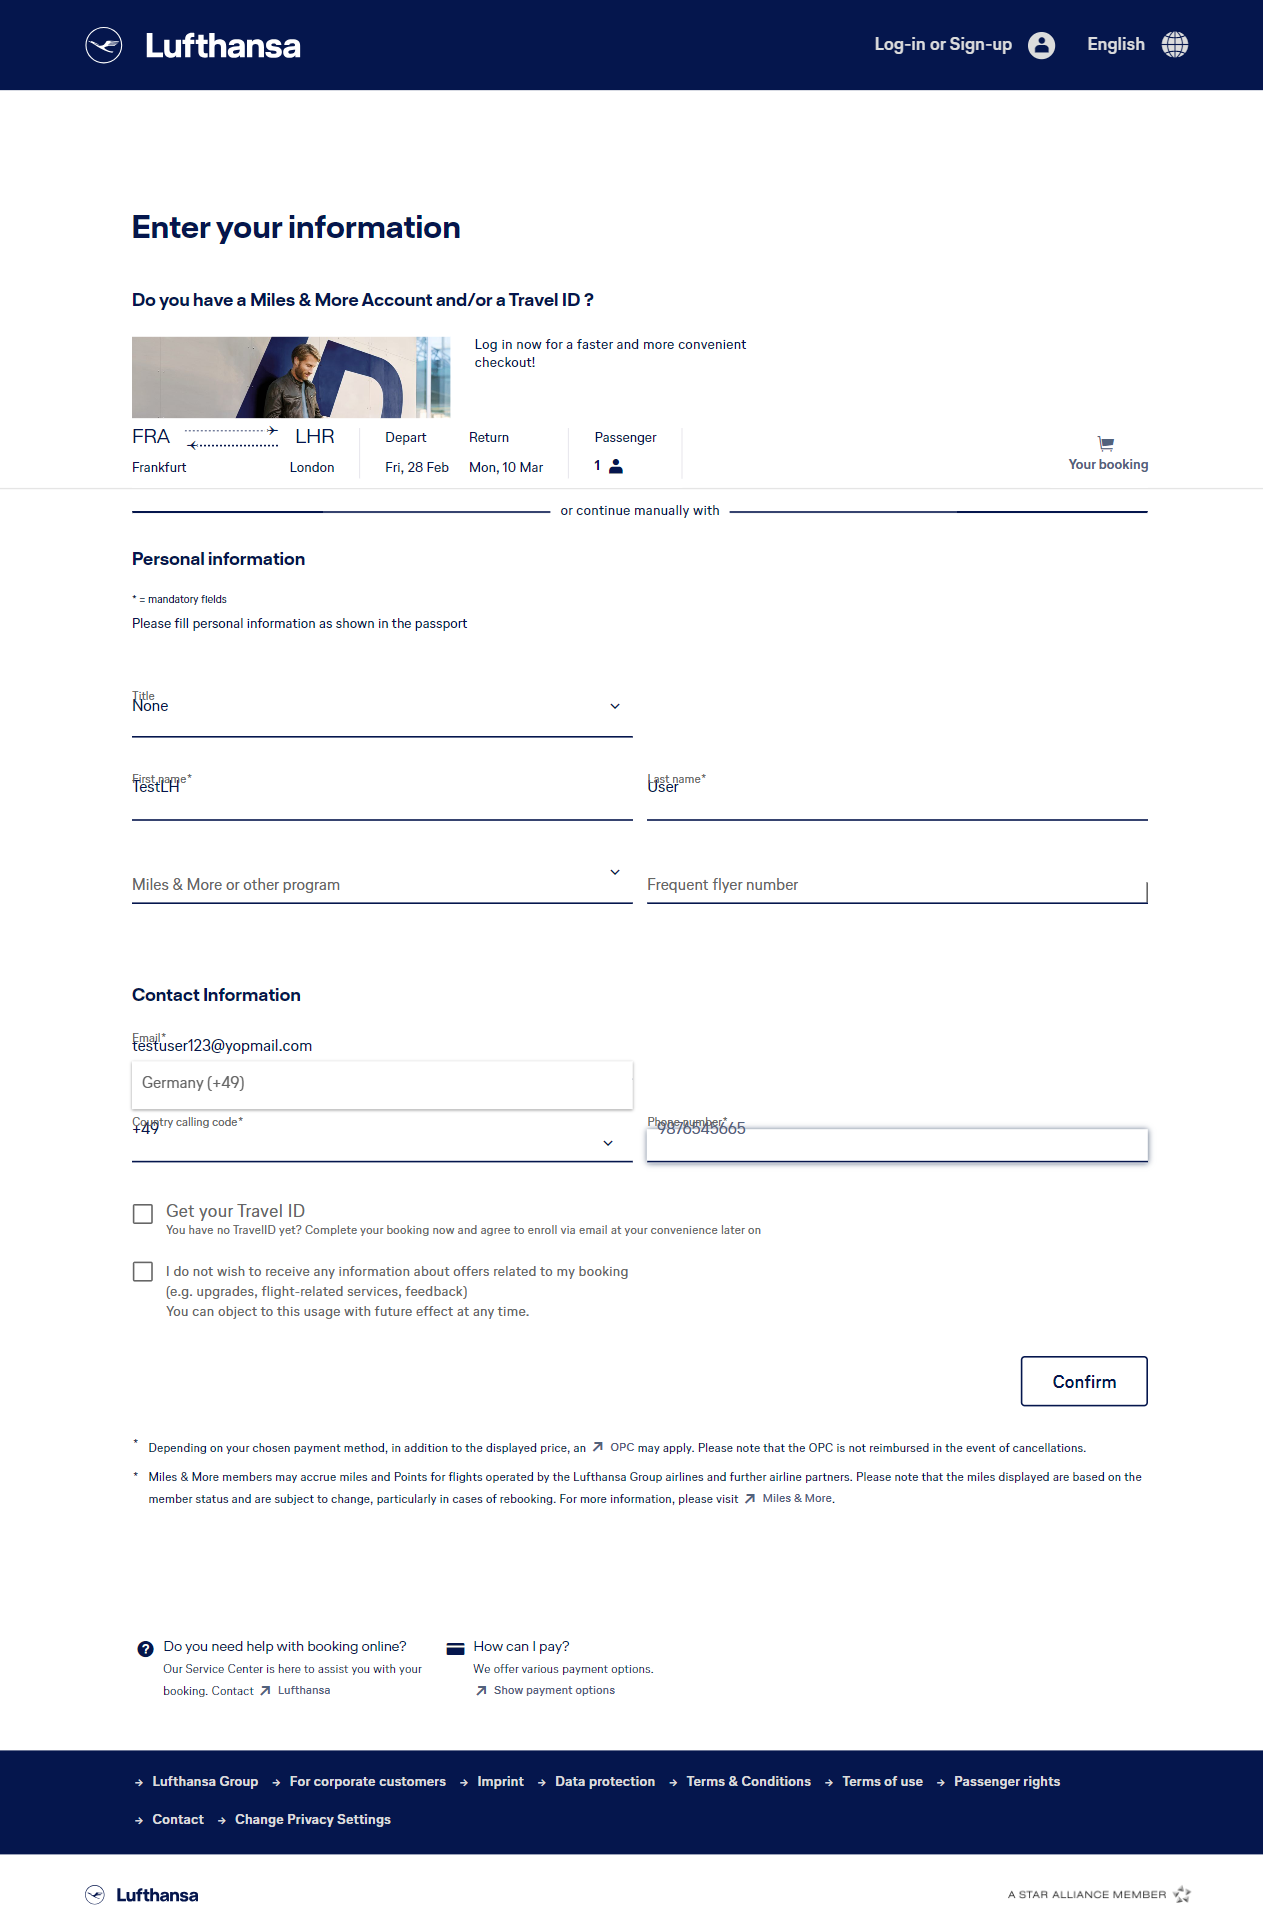 Lufthansa
Log-in or Sign-up
English
Enter your information
Do you have a Miles & More Account and/or a Travel ID ?
Log in now for a faster and more convenient
checkout!
FRA LHR
Depart Return Passenger
Frankfurt London
Fri, 28 Feb Mon, 10 Mar 1
Your booking
or continue manually with
Personal information
* = mandatory fields
Please fill personal information as shown in the passport
Title
None
First name*
TestLH
Last name*
User
Miles & More or other program
Frequent flyer number
Contact Information
Email*
testuser123@yopmail.com
Germany (+49)
Country calling code*
+49
Phone number*
9876545665
Get your Travel ID
You have no TravelID yet? Complete your booking now and agree to enroll via email at your convenience later on
I do not wish to receive any information about offers related to my booking
(e.g. upgrades, flight-related services, feedback)
You can object to this usage with future effect at any time.
Confirm
* Depending on your chosen payment method, in addition to the displayed price, an OPC may apply. Please note that the OPC is not reimbursed in the event of cancellations.
* Miles & More members may accrue miles and Points for flights operated by the Lufthansa Group airlines and further airline partners. Please note that the miles displayed are based on the
member status and are subject to change, particularly in cases of rebooking. For more information, please visit Miles & More.
Do you need help with booking online?
Our Service Center is here to assist you with your
booking. Contact Lufthansa
How can I pay?
We offer various payment options.
Show payment options
Lufthansa Group For corporate customers Imprint Data protection Terms & Conditions Terms of use Passenger rights
Contact Change Privacy Settings
Lufthansa
A STAR ALLIANCE MEMBER